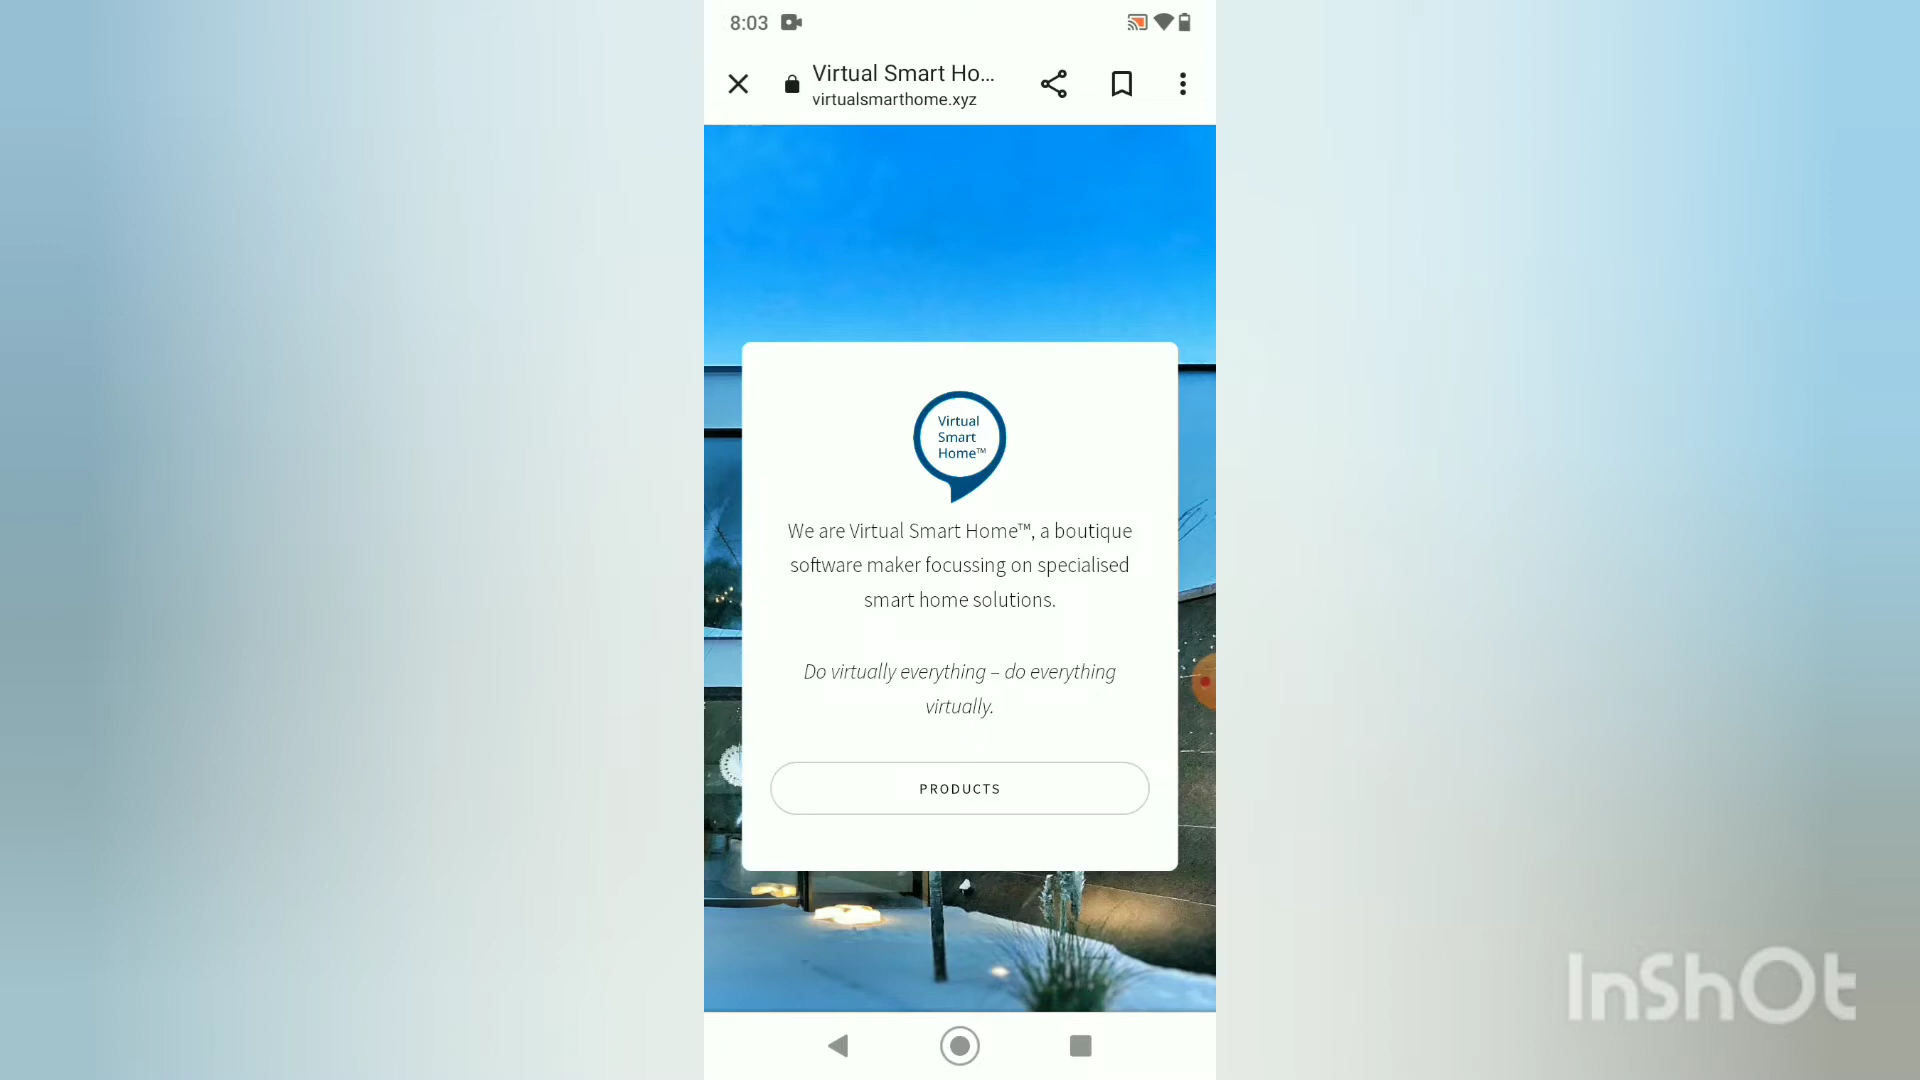 8:03
Virtual Smart Ho...
virtualsmarthome.xyz
Virtual
Smart
Home™
We are Virtual Smart Home™, a boutique
software maker focussing on specialised
smart home solutions.
Do virtually everything – do everything
virtually.
PRODUCTS
InShOt